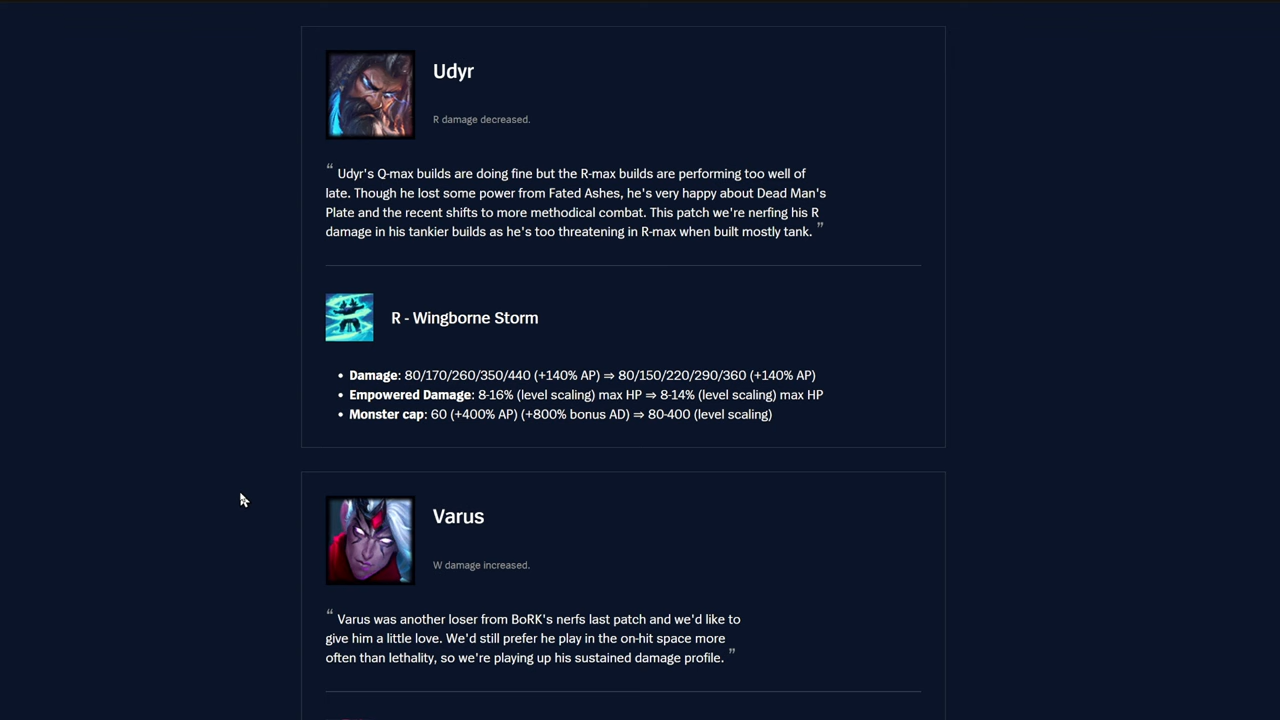 Udyr
R damage decreased.
“ Udyr's Q-max builds are doing fine but the R-max builds are performing too well of
late. Though he lost some power from Fated Ashes, he's very happy about Dead Man's
Plate and the recent shifts to more methodical combat. This patch we're nerfing his R
damage in his tankier builds as he's too threatening in R-max when built mostly tank. ”
R - Wingborne Storm
• Damage: 80/170/260/350/440 (+140% AP) ⇒ 80/150/220/290/360 (+140% AP)
• Empowered Damage: 8-16% (level scaling) max HP ⇒ 8-14% (level scaling) max HP
• Monster cap: 60 (+400% AP) (+800% bonus AD) ⇒ 80-400 (level scaling)
Varus
W damage increased.
“ Varus was another loser from BoRK's nerfs last patch and we'd like to
give him a little love. We'd still prefer he play in the on-hit space more
often than lethality, so we're playing up his sustained damage profile. ”